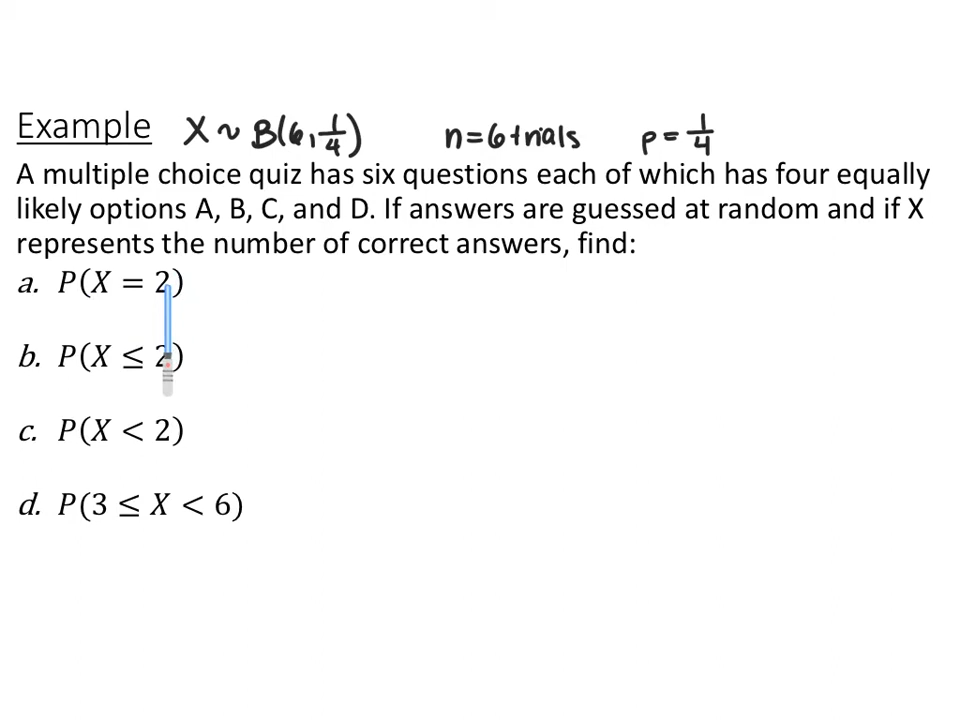 Example X ~ B(6, 1/4) n=6 trials p=1/4
A multiple choice quiz has six questions each of which has four equally
likely options A, B, C, and D. If answers are guessed at random and if X
represents the number of correct answers, find:
a. P(X = 2)
b. P(X ≤ 2)
c. P(X < 2)
d. P(3 ≤ X < 6)